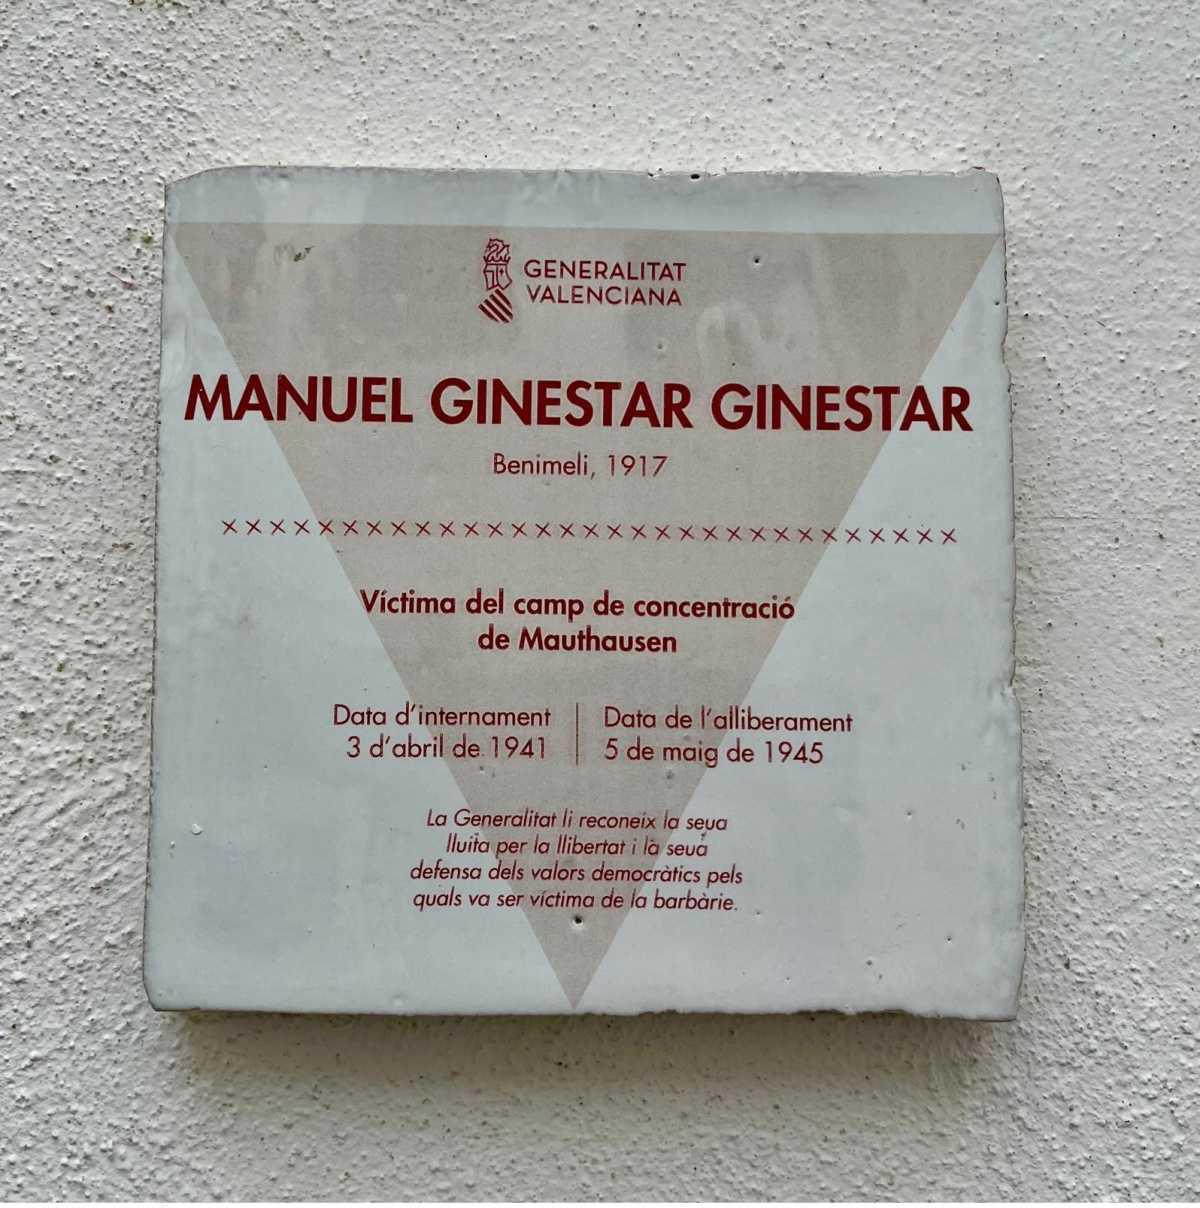 GENERALITAT
VALENCIANA
MANUEL GINESTAR GINESTAR
Benimeli, 1917
Víctima del camp de concentració
de Mauthausen
Data d'internament
3 d'abril de 1941
Data de l'alliberament
5 de maig de 1945
La Generalitat li reconeix la seua
lluita per la llibertat i la seua
defensa dels valors democràtics pels
quals va ser víctima de la barbàrie.